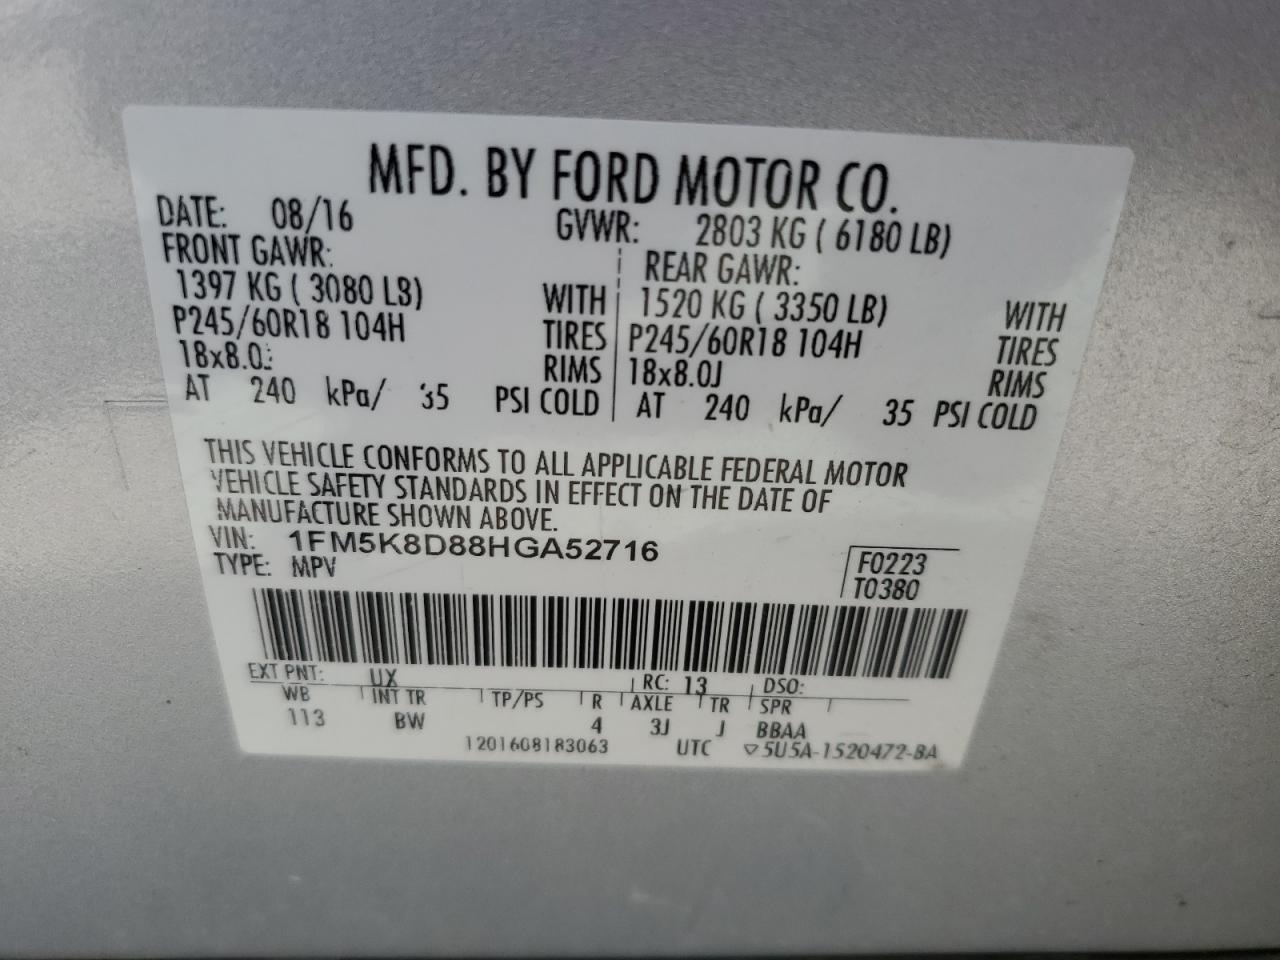 MFD. BY FORD MOTOR CO.
DATE: 08/16 GVWR: 2803 KG ( 6180 LB)
FRONT GAWR: REAR GAWR:
1397 KG ( 3080 LB) WITH 1520 KG ( 3350 LB) WITH
P245/60R18 104H TIRES P245/60R18 104H TIRES
18x8.0J RIMS 18x8.0J RIMS
AT 240 kPa/ 35 PSI COLD AT 240 kPa/ 35 PSI COLD
THIS VEHICLE CONFORMS TO ALL APPLICABLE FEDERAL MOTOR
VEHICLE SAFETY STANDARDS IN EFFECT ON THE DATE OF
MANUFACTURE SHOWN ABOVE.
VIN: 1FM5K8D88HGA52716
TYPE: MPV
F0223
T0380
EXT PNT: UX RC: 13 DSO:
WB INT TR TP/PS R AXLE TR SPR
113 BW 4 3J J BBAA
1201608183063 UTC ▽5U5A-1520472-BA